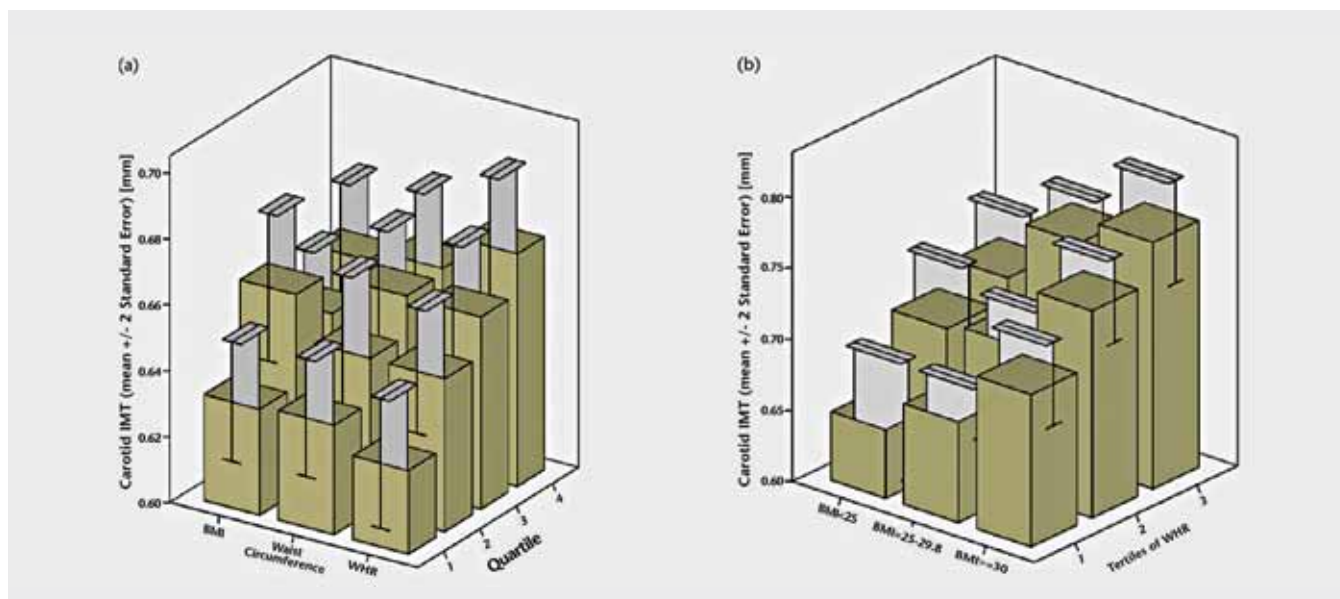 (a)
Carotid IMT (mean +/- 2 Standard Error) [mm]
0.70
0.68
0.66
0.64
0.62
0.60
BMI
Waist
Circumference
WHR
1
2
3
4
Quartile
(b)
Carotid IMT (mean +/- 2 Standard Error) [mm]
0.80
0.75
0.70
0.65
0.60
BMI<25
BMI=25-29.8
BMI>=30
1
2
3
Tertiles of WHR